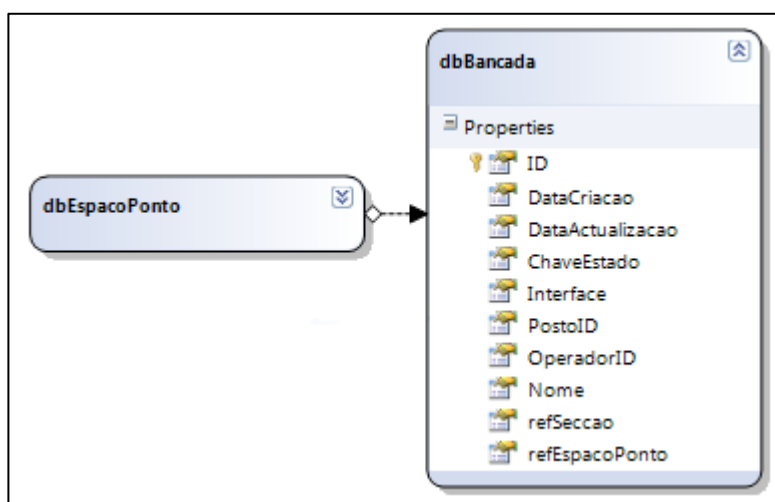 dbEspacoPonto
dbBancada
Properties
ID
DataCriacao
DataActualizacao
ChaveEstado
Interface
PostoID
OperadorID
Nome
refSeccao
refEspacoPonto